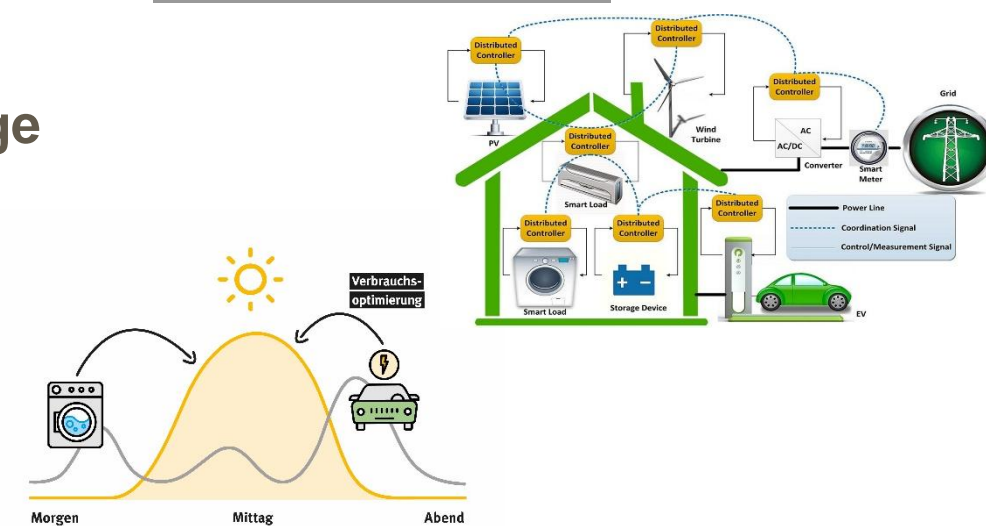 ge
Distributed
Controller
PV
Distributed
Controller
Wind
Turbine
Distributed
Controller
AC
AC/DC
Converter
Smart
Meter
Grid
Distributed
Controller
Smart Load
Distributed
Controller
Smart Load
Distributed
Controller
Storage Device
Distributed
Controller
EV
Power Line
Coordination Signal
Control/Measurement Signal
Verbrauchs-
optimierung
Morgen
Mittag
Abend